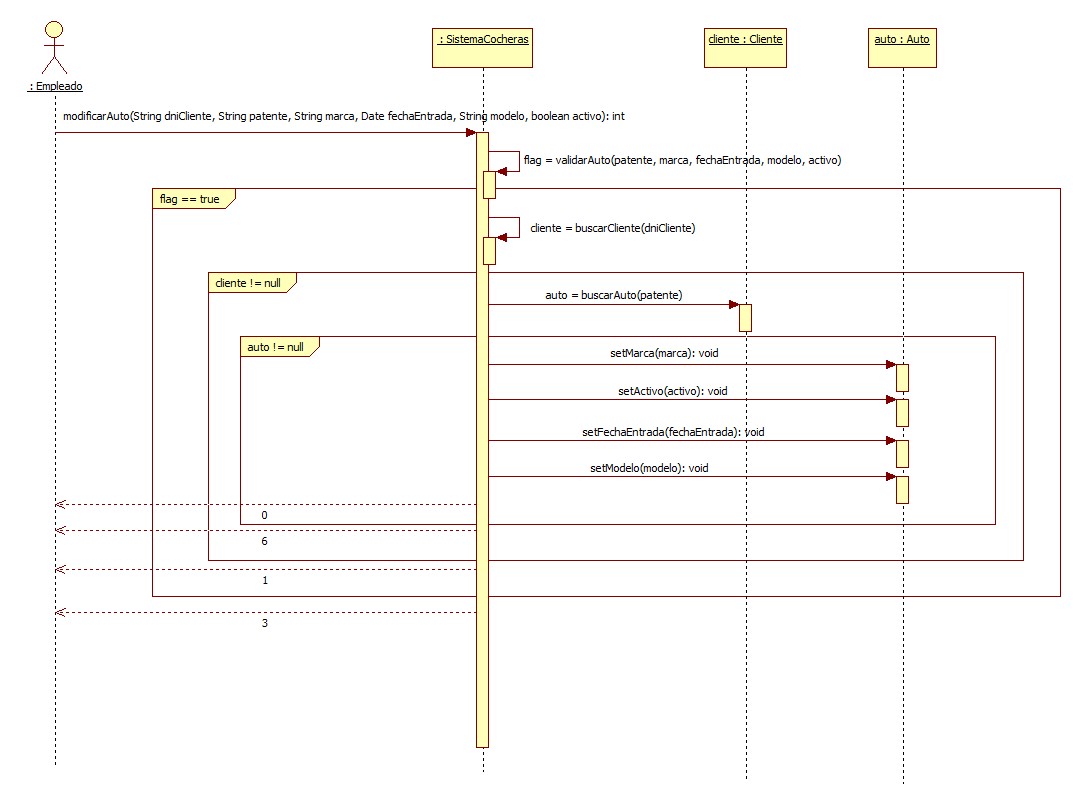 : SistemaCocheras
cliente : Cliente
auto : Auto
: Empleado
modificarAuto(String dniCliente, String patente, String marca, Date fechaEntrada, String modelo, boolean activo): int
flag = validarAuto(patente, marca, fechaEntrada, modelo, activo)
flag == true
cliente = buscarCliente(dniCliente)
cliente != null
auto = buscarAuto(patente)
auto != null
setMarca(marca): void
setActivo(activo): void
setFechaEntrada(fechaEntrada): void
setModelo(modelo): void
0
6
1
3